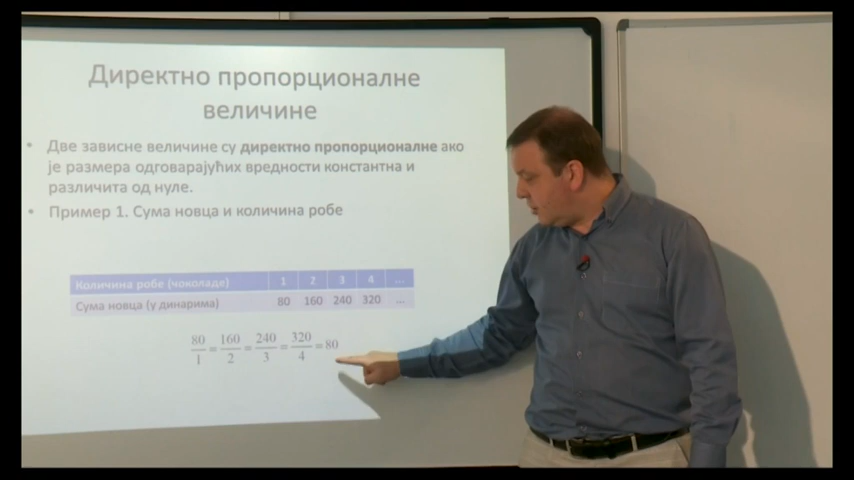 Директно пропорционалне
величине
• Две зависне величине су директно пропорционалне ако
је размера одговарајућих вредности константна и
различита од нуле.
• Пример 1. Сума новца и количина робе
Количина робе (чоколаде) 1 2 3 4 ...
Сума новца (у динарима) 80 160 240 320 ...
80/1 = 160/2 = 240/3 = 320/4 = 80